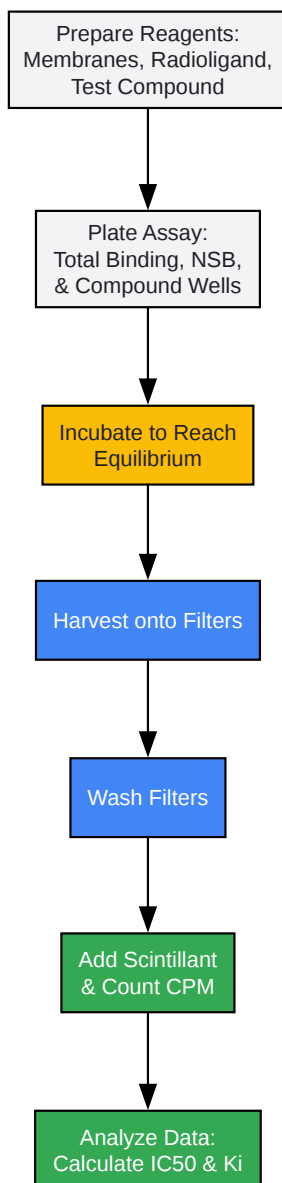 Prepare Reagents:
Membranes, Radioligand,
Test Compound
Plate Assay:
Total Binding, NSB,
& Compound Wells
Incubate to Reach
Equilibrium
Harvest onto Filters
Wash Filters
Add Scintillant
& Count CPM
Analyze Data:
Calculate IC50 & Ki